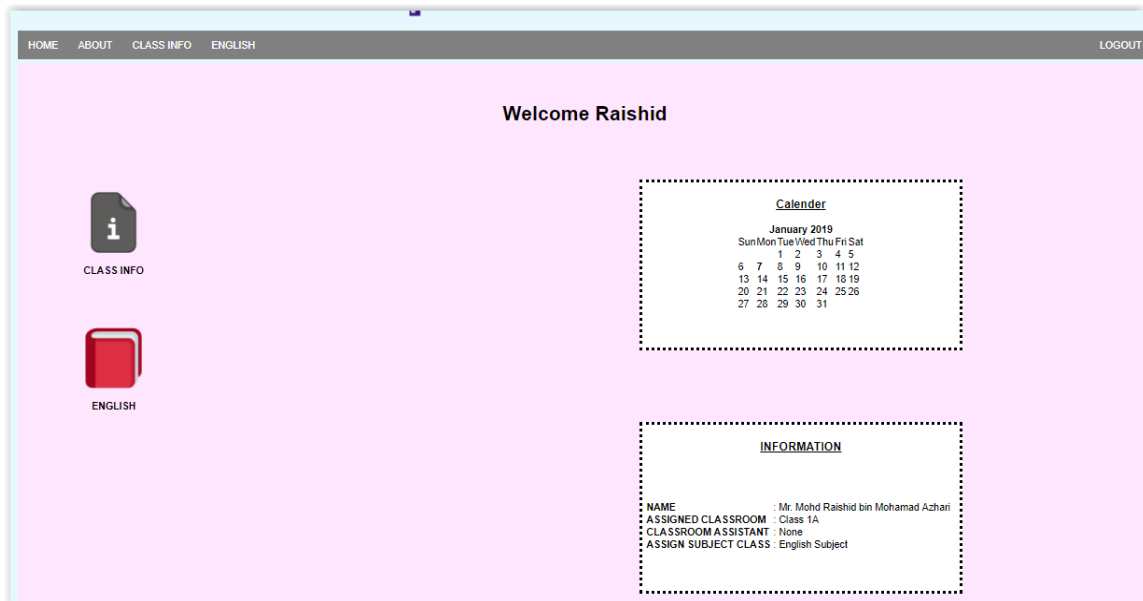 HOME ABOUT CLASS INFO ENGLISH LOGOUT
Welcome Raishid
CLASS INFO
ENGLISH
Calender
January 2019
Sun Mon Tue Wed Thu Fri Sat
1 2 3 4 5
6 7 8 9 10 11 12
13 14 15 16 17 18 19
20 21 22 23 24 25 26
27 28 29 30 31
INFORMATION
NAME : Mr. Mohd Raishid bin Mohamad Azhari
ASSIGNED CLASSROOM : Class 1A
CLASSROOM ASSISTANT : None
ASSIGN SUBJECT CLASS : English Subject